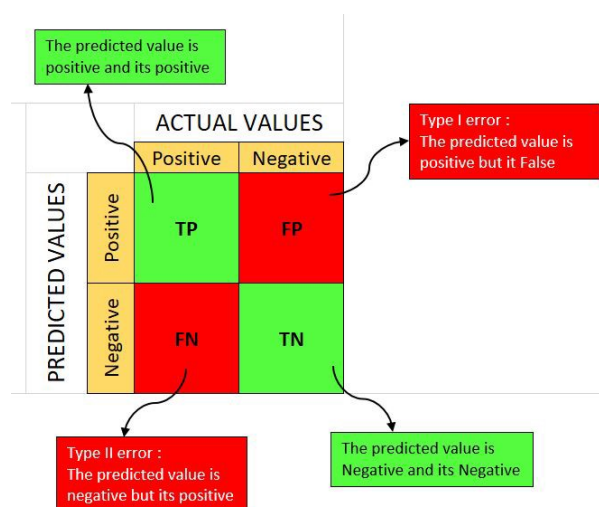 The predicted value is
positive and its positive
ACTUAL VALUES
Type I error :
The predicted value is
positive but it False
Positive
Negative
PREDICTED VALUES
Positive
TP
FP
Negative
FN
TN
Type II error :
The predicted value is
negative but its positive
The predicted value is
Negative and its Negative